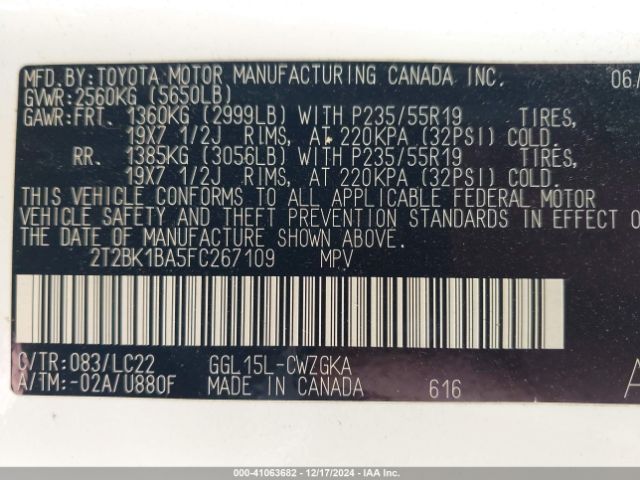 MFD.BY:TOYOTA MOTOR MANUFACTURING CANADA INC. 06/
GVWR:2560KG (5650LB)
GAWR:FRT. 1360KG (2999LB) WITH P235/55R19 TIRES,
19X7 1/2J RIMS, AT 220KPA (32PSI) COLD.
RR. 1385KG (3056LB) WITH P235/55R19 TIRES,
19X7 1/2J RIMS, AT 220KPA (32PSI) COLD.
THIS VEHICLE CONFORMS TO ALL APPLICABLE FEDERAL MOTOR
VEHICLE SAFETY AND THEFT PREVENTION STANDARDS IN EFFECT O
THE DATE OF MANUFACTURE SHOWN ABOVE.
2T2BK1BA5FC267109 MPV
C/TR:083/LC22 GGL15L-CWZGKA
A/TM:-02A/U880F MADE IN CANADA 616 A
©-41063682 - 12/17/2024 - IAA Inc.